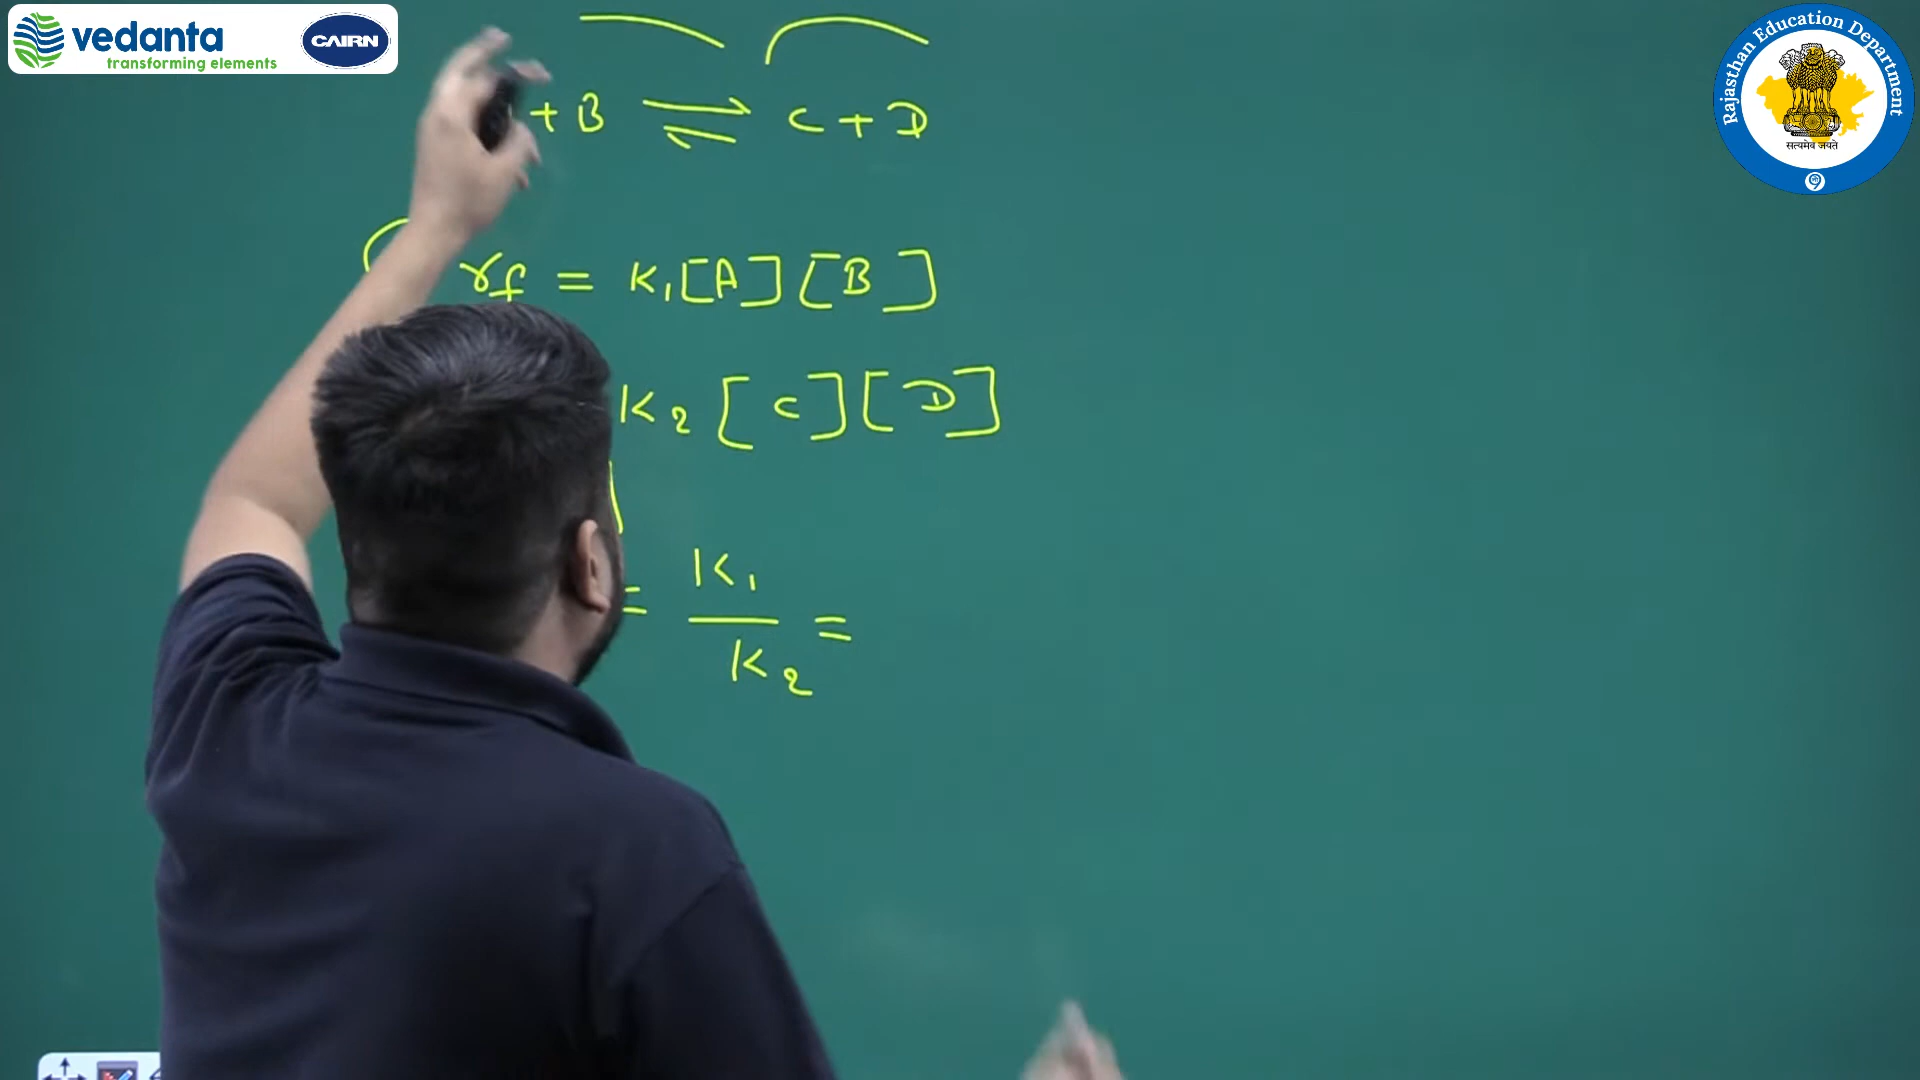 vedanta
transforming elements
CAIRN
Rajasthan Education Department
सत्यमेव जयते
+ B ⇌ C + D
rf = K1[A][B]
K2[C][D]
= K1/K2 =